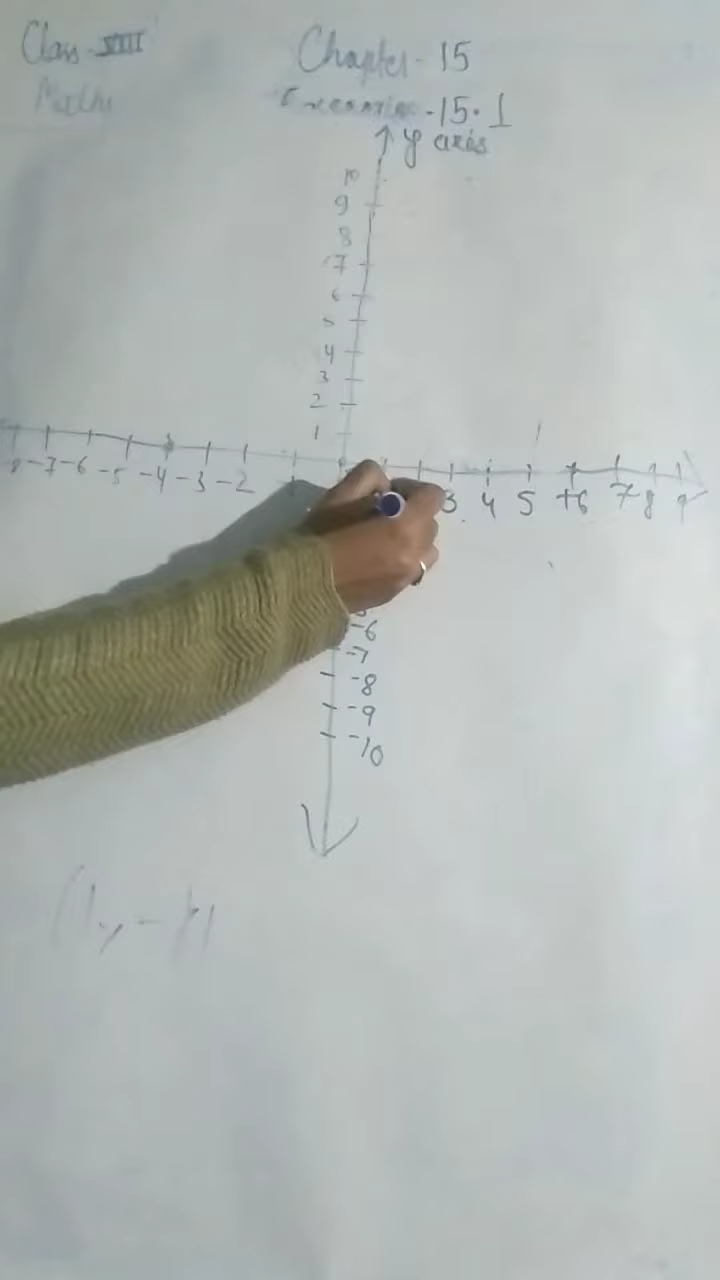 Class-VIII
Chapter-15
Maths
Exercise-15.1
y axis
10
9
8
7
6
5
4
3
2
1
-8 -7 -6 -5 -4 -3 -2
3 4 5 +6 7 8 9
-6
-7
-8
-9
-10